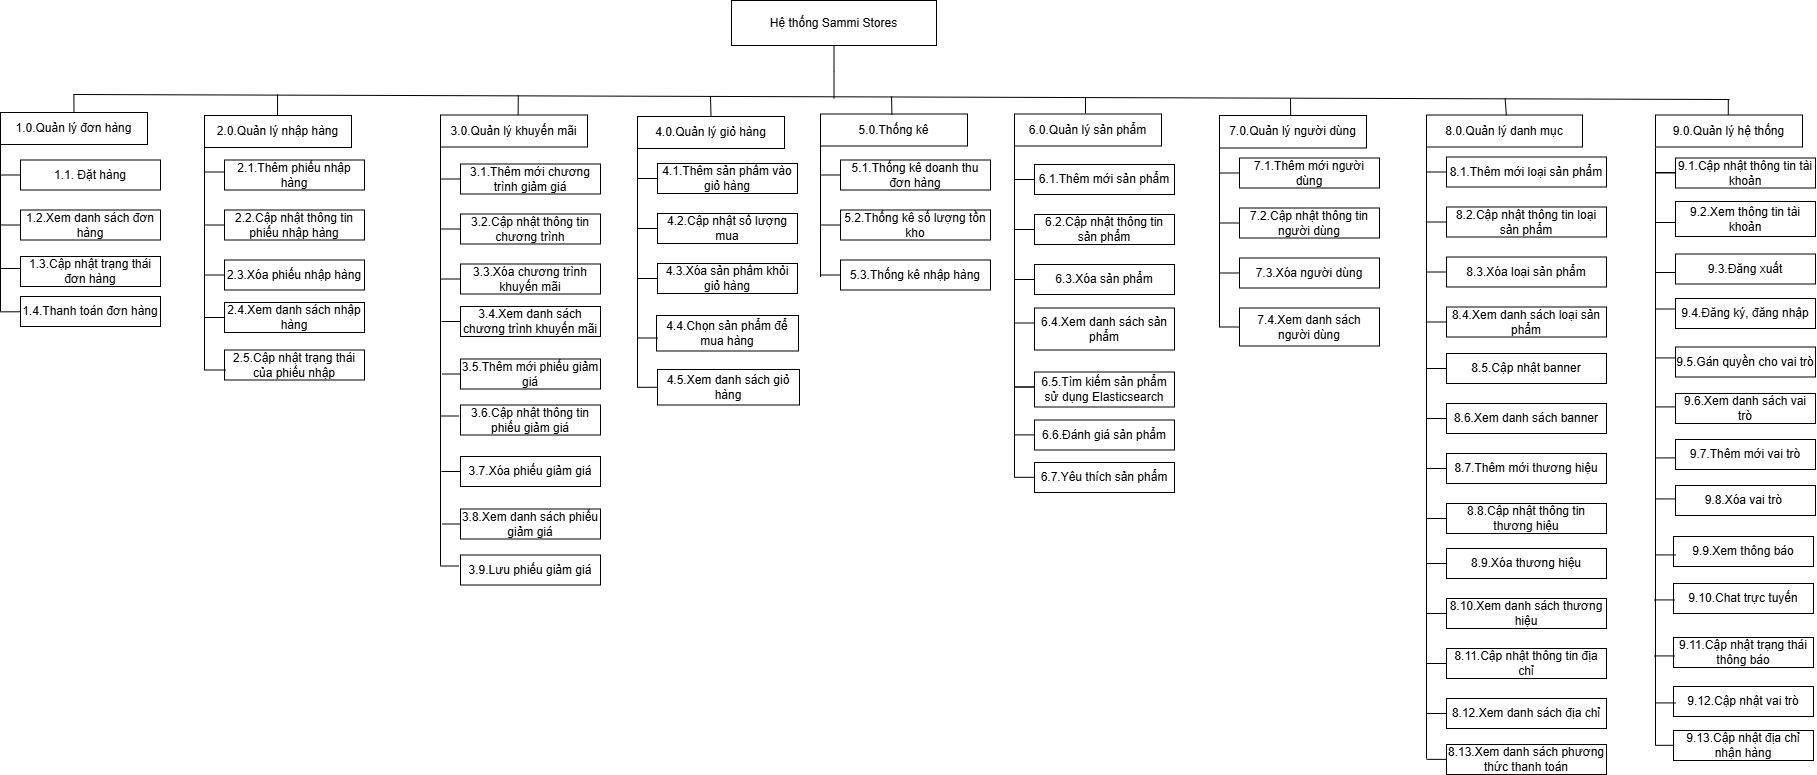 Hệ thống Sammi Stores
1.0.Quản lý đơn hàng
1.1. Đặt hàng
1.2.Xem danh sách đơn
hàng
1.3.Cập nhật trạng thái
đơn hàng
1.4.Thanh toán đơn hàng
2.0.Quản lý nhập hàng
2.1.Thêm phiếu nhập
hàng
2.2.Cập nhật thông tin
phiếu nhập hàng
2.3.Xóa phiếu nhập hàng
2.4.Xem danh sách nhập
hàng
2.5.Cập nhật trạng thái
của phiếu nhập
3.0.Quản lý khuyến mãi
3.1.Thêm mới chương
trình giảm giá
3.2.Cập nhật thông tin
chương trình
3.3.Xóa chương trình
khuyến mãi
3.4.Xem danh sách
chương trình khuyến mãi
3.5.Thêm mới phiếu giảm
giá
3.6.Cập nhật thông tin
phiếu giảm giá
3.7.Xóa phiếu giảm giá
3.8.Xem danh sách phiếu
giảm giá
3.9.Lưu phiếu giảm giá
4.0.Quản lý giỏ hàng
4.1.Thêm sản phẩm vào
giỏ hàng
4.2.Cập nhật số lượng
mua
4.3.Xóa sản phẩm khỏi
giỏ hàng
4.4.Chọn sản phẩm để
mua hàng
4.5.Xem danh sách giỏ
hàng
5.0.Thống kê
5.1.Thống kê doanh thu
đơn hàng
5.2.Thống kê số lượng tồn
kho
5.3.Thống kê nhập hàng
6.0.Quản lý sản phẩm
6.1.Thêm mới sản phẩm
6.2.Cập nhật thông tin
sản phẩm
6.3.Xóa sản phẩm
6.4.Xem danh sách sản
phẩm
6.5.Tìm kiếm sản phẩm
sử dụng Elasticsearch
6.6.Đánh giá sản phẩm
6.7.Yêu thích sản phẩm
7.0.Quản lý người dùng
7.1.Thêm mới người
dùng
7.2.Cập nhật thông tin
người dùng
7.3.Xóa người dùng
7.4.Xem danh sách
người dùng
8.0.Quản lý danh mục
8.1.Thêm mới loại sản phẩm
8.2.Cập nhật thông tin loại
sản phẩm
8.3.Xóa loại sản phẩm
8.4.Xem danh sách loại sản
phẩm
8.5.Cập nhật banner
8.6.Xem danh sách banner
8.7.Thêm mới thương hiệu
8.8.Cập nhật thông tin
thương hiệu
8.9.Xóa thương hiệu
8.10.Xem danh sách thương
hiệu
8.11.Cập nhật thông tin địa
chỉ
8.12.Xem danh sách địa chỉ
8.13.Xem danh sách phương
thức thanh toán
9.0.Quản lý hệ thống
9.1.Cập nhật thông tin tài
khoản
9.2.Xem thông tin tài
khoản
9.3.Đăng xuất
9.4.Đăng ký, đăng nhập
9.5.Gán quyền cho vai trò
9.6.Xem danh sách vai
trò
9.7.Thêm mới vai trò
9.8.Xóa vai trò
9.9.Xem thông báo
9.10.Chat trực tuyến
9.11.Cập nhật trạng thái
thông báo
9.12.Cập nhật vai trò
9.13.Cập nhật địa chỉ
nhận hàng